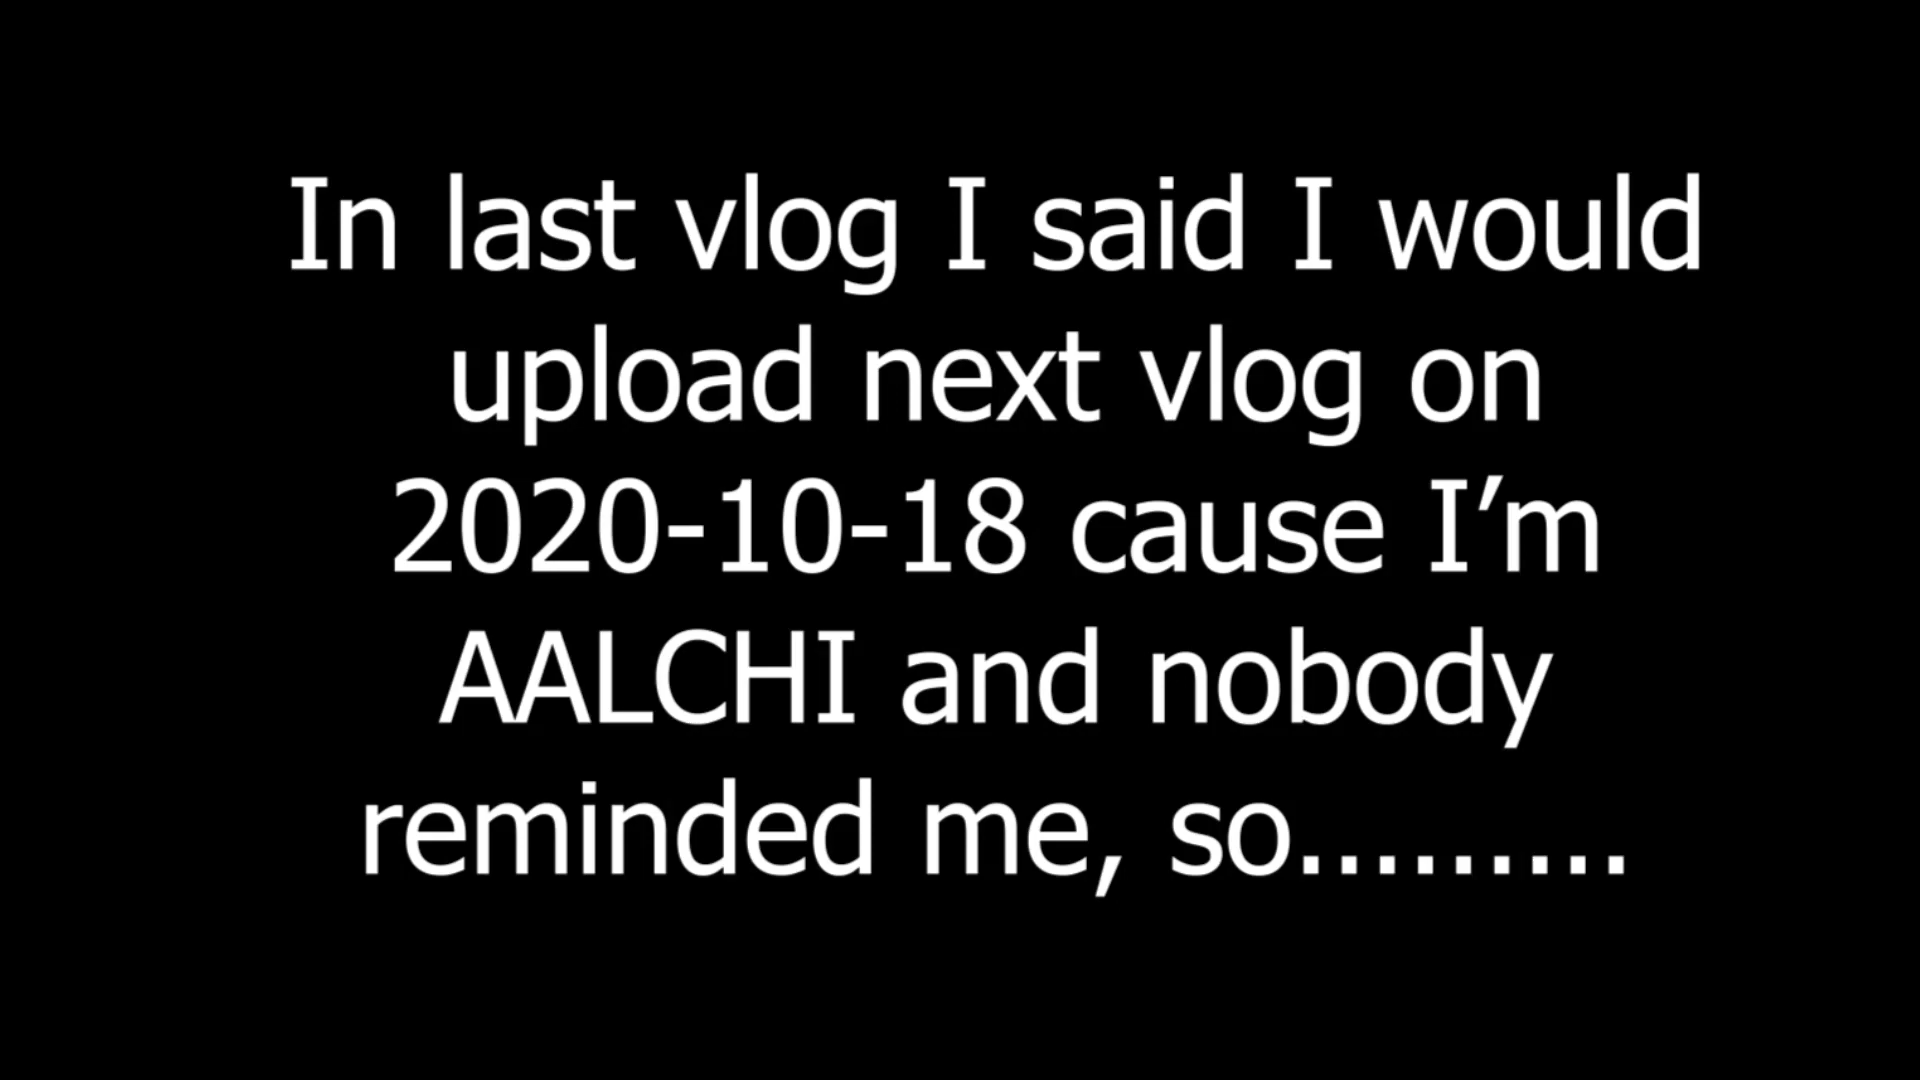 In last vlog I said I would
upload next vlog on
2020-10-18 cause I’m
AALCHI and nobody
reminded me, so.........